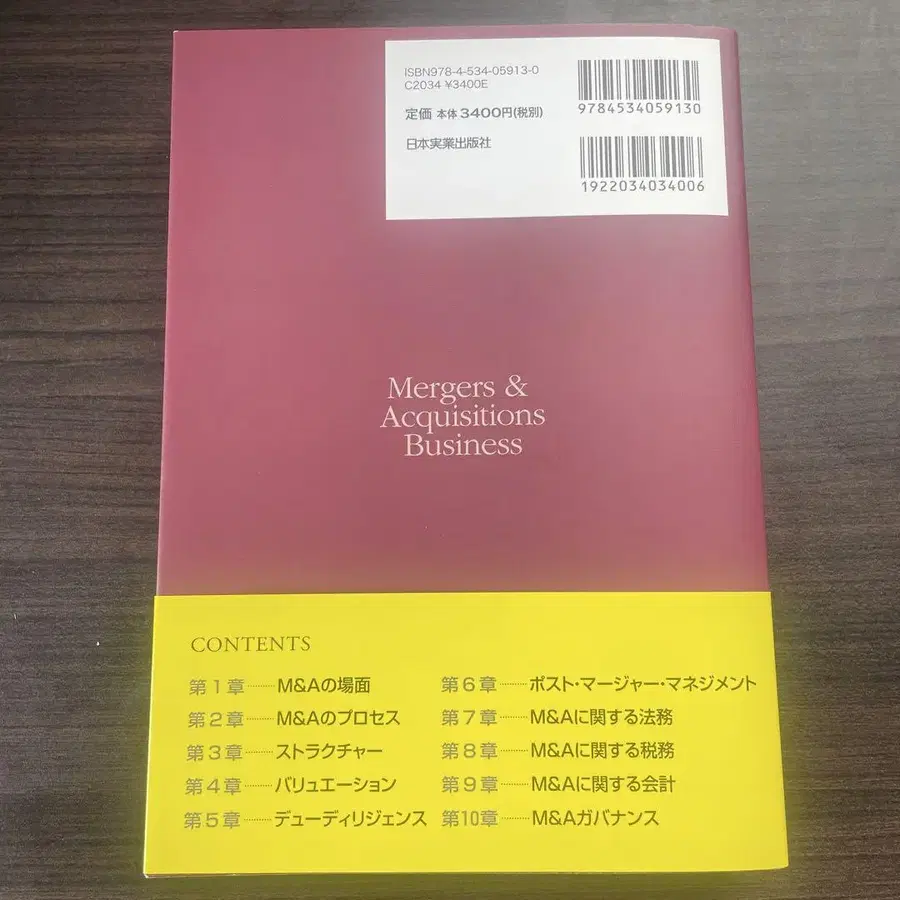 ISBN978-4-534-05913-0
C2034 ¥3400E
定価 本体3400円(税別)
日本実業出版社
9784534059130
1922034034006
Mergers &
Acquisitions
Business
CONTENTS
第1章………M&Aの場面
第2章………M&Aのプロセス
第3章………ストラクチャー
第4章………バリュエーション
第5章………デューディリジェンス
第6章………ポスト・マージャー・マネジメント
第7章………M&Aに関する法務
第8章………M&Aに関する税務
第9章………M&Aに関する会計
第10章………M&Aガバナンス